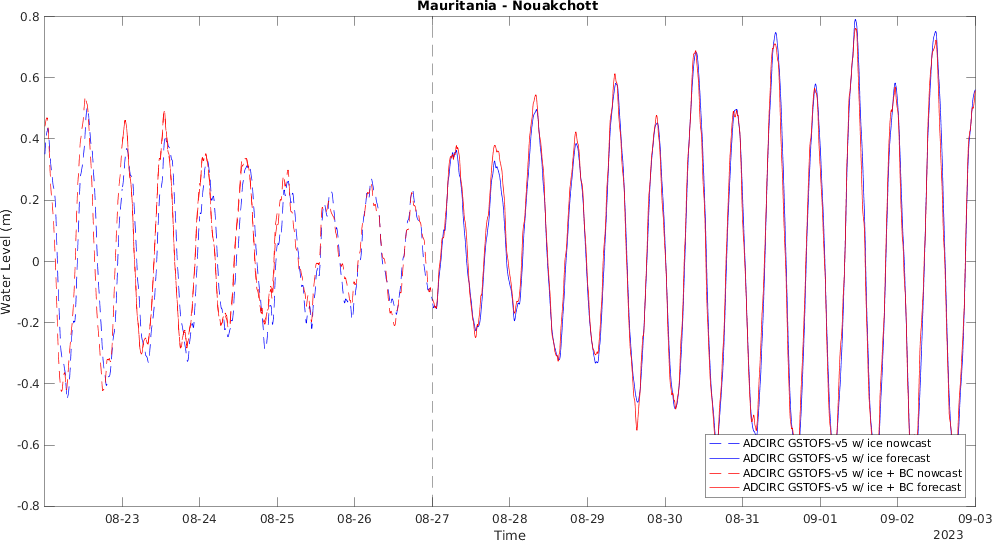 Mauritania - Nouakchott
Water Level (m)
0.8
0.6
0.4
0.2
0
-0.2
-0.4
-0.6
-0.8
ADCIRC GSTOFS-v5 w/ ice nowcast
ADCIRC GSTOFS-v5 w/ ice forecast
ADCIRC GSTOFS-v5 w/ ice + BC nowcast
ADCIRC GSTOFS-v5 w/ ice + BC forecast
08-23 08-24 08-25 08-26 08-27 08-28 08-29 08-30 08-31 09-01 09-02 09-03
Time
2023